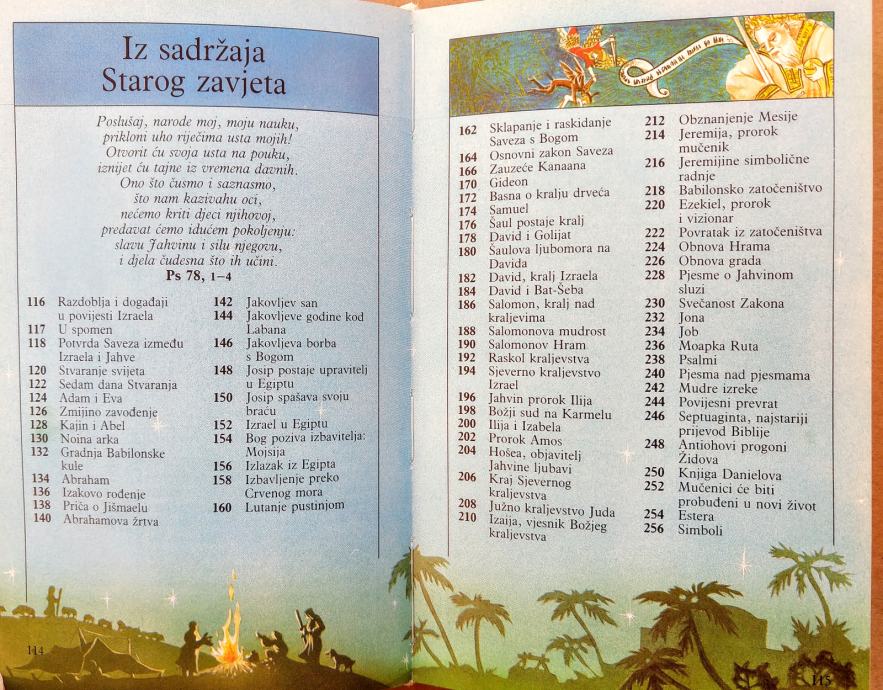 Iz sadržaja
Starog zavjeta
Poslušaj, narode moj, moju nauku,
prikloni uho riječima usta mojih!
Otvorit ću svoja usta na pouku,
iznijet ću tajne iz vremena davnih.
Ono što čusmo i saznasmo,
što nam kazivahu oci,
nećemo kriti djeci njihovoj,
predavat ćemo idućem pokoljenju:
slavu Jahvinu i silu njegovu,
i djela čudesna što ih učini.
Ps 78, 1–4
116 Razdoblja i događaji
u povijesti Izraela
117 U spomen
118 Potvrda Saveza između
Izraela i Jahve
120 Stvaranje svijeta
122 Sedam dana Stvaranja
124 Adam i Eva
126 Zmijino zavođenje
128 Kajin i Abel
130 Noina arka
132 Gradnja Babilonske
kule
134 Abraham
136 Izakovo rođenje
138 Priča o Jišmaelu
140 Abrahamova žrtva
142 Jakovljev san
144 Jakovljeve godine kod
Labana
146 Jakovljeva borba
s Bogom
148 Josip postaje upravitelj
u Egiptu
150 Josip spašava svoju
braću
152 Izrael u Egiptu
154 Bog poziva izbavitelja:
Mojsija
156 Izlazak iz Egipta
158 Izbavljenje preko
Crvenog mora
160 Lutanje pustinjom
114
162 Sklapanje i raskidanje
Saveza s Bogom
164 Osnovni zakon Saveza
166 Zauzeće Kanaana
170 Gideon
172 Basna o kralju drveća
174 Samuel
176 Šaul postaje kralj
178 David i Golijat
180 Šaulova ljubomora na
Davida
182 David, kralj Izraela
184 David i Bat-Šeba
186 Salomon, kralj nad
kraljevima
188 Salomonova mudrost
190 Salomonov Hram
192 Raskol kraljevstva
194 Sjeverno kraljevstvo
Izrael
196 Jahvin prorok Ilija
198 Božji sud na Karmelu
200 Ilija i Izabela
202 Prorok Amos
204 Hošea, objavitelj
Jahvine ljubavi
206 Kraj Sjevernog
kraljevstva
208 Južno kraljevstvo Juda
210 Izaija, vjesnik Božjeg
kraljevstva
212 Obznanjenje Mesije
214 Jeremija, prorok
mučenik
216 Jeremijine simbolične
radnje
218 Babilonsko zatočeništvo
220 Ezekiel, prorok
i vizionar
222 Povratak iz zatočeništva
224 Obnova Hrama
226 Obnova grada
228 Pjesme o Jahvinom
sluzi
230 Svečanost Zakona
232 Jona
234 Job
236 Moapka Ruta
238 Psalmi
240 Pjesma nad pjesmama
242 Mudre izreke
244 Povijesni prevrat
246 Septuaginta, najstariji
prijevod Biblije
248 Antiohovi progoni
Židova
250 Knjiga Danielova
252 Mučenici će biti
probuđeni u novi život
254 Estera
256 Simboli
115